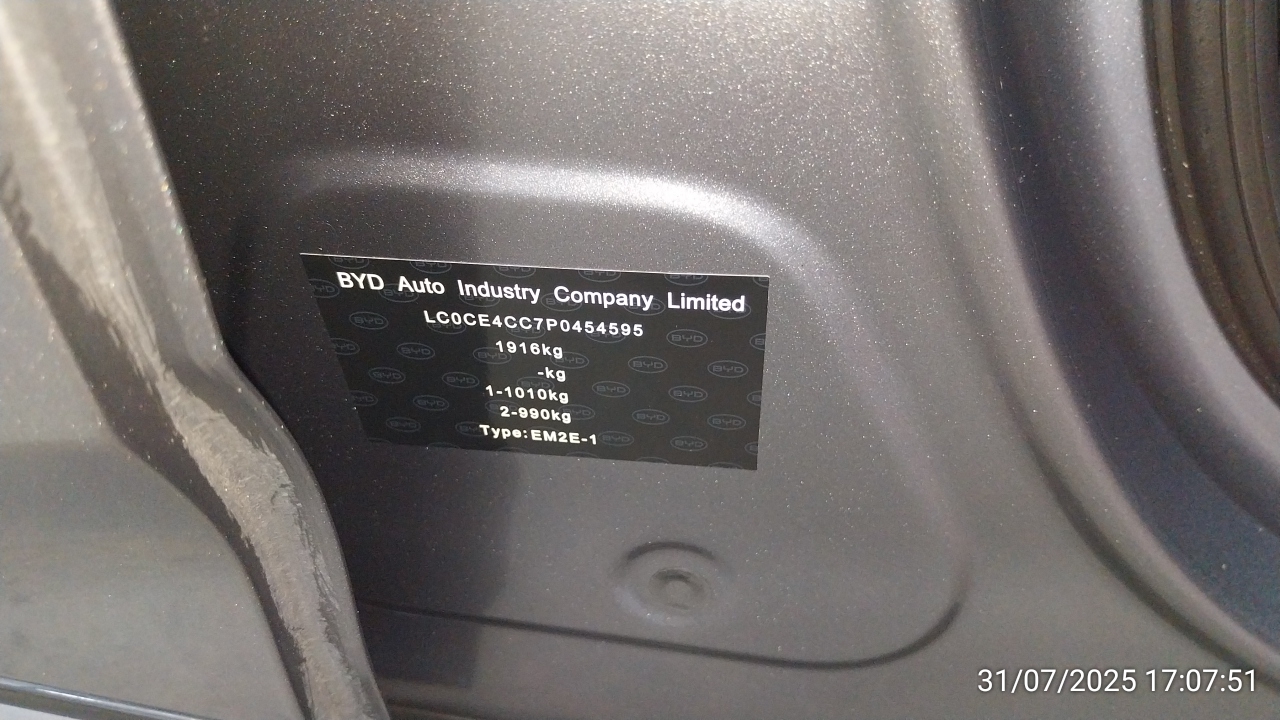 BYD Auto Industry Company Limited
LC0CE4CC7P0454595
1916kg
-kg
1-1010kg
2-990kg
Type:EM2E-1
31/07/2025 17:07:51